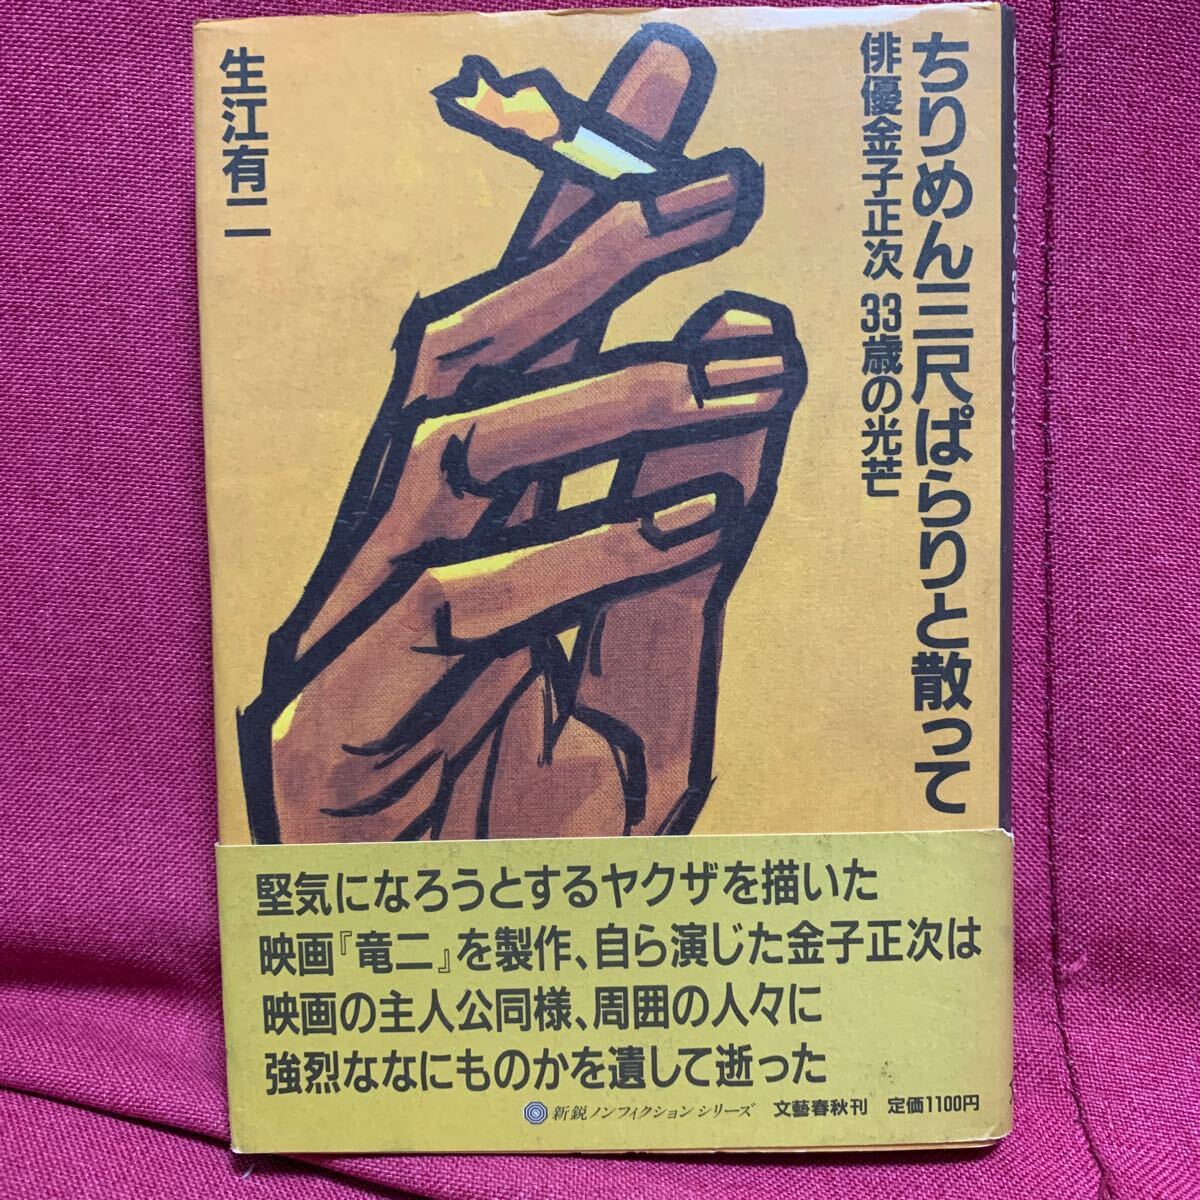 ちりめん三尺ぱらりと散って
俳優金子正次 33歳の光芒
生江有二
堅気になろうとするヤクザを描いた
映画『竜二』を製作、自ら演じた金子正次は
映画の主人公同様、周囲の人々に
強烈ななにものかを遺して逝った
新鋭ノンフィクションシリーズ 文藝春秋刊 定価1100円